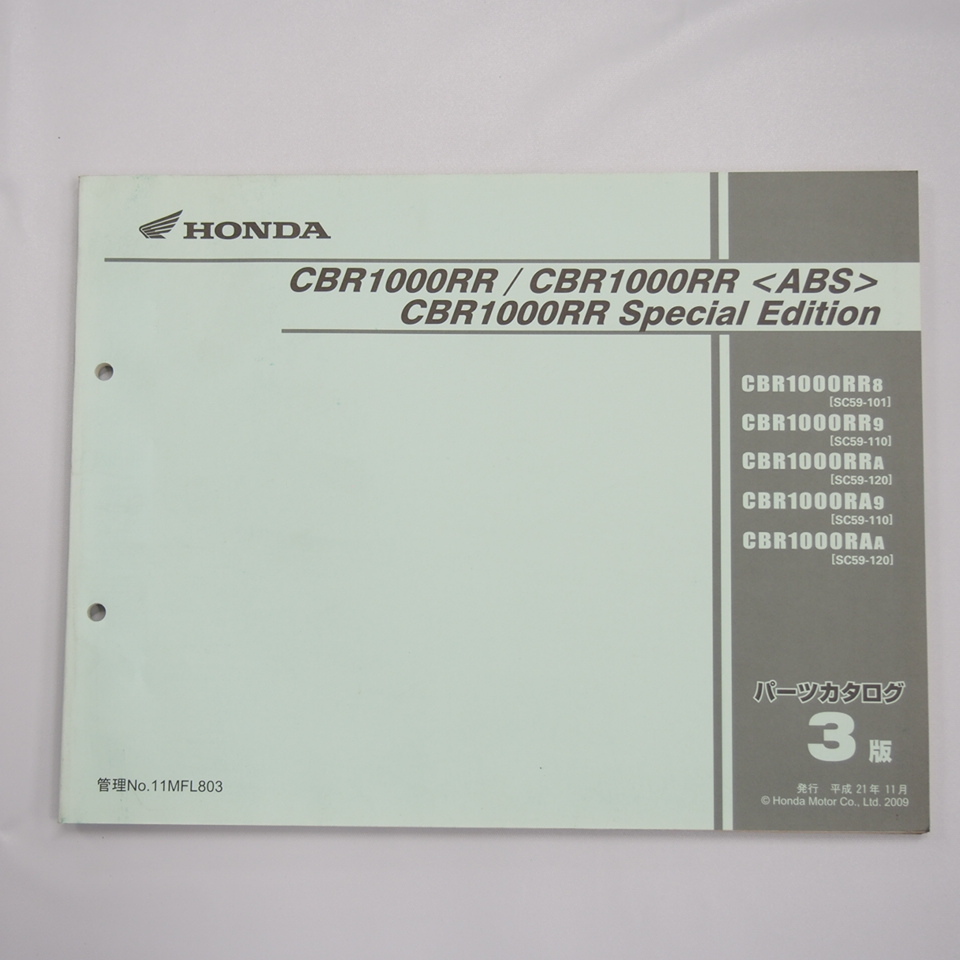 HONDA
CBR1000RR / CBR1000RR <ABS>
CBR1000RR Special Edition
CBR1000RR8
[SC59-101]
CBR1000RR9
[SC59-110]
CBR1000RRA
[SC59-120]
CBR1000RA9
[SC59-110]
CBR1000RAA
[SC59-120]
パーツカタログ
3版
管理No.11MFL803
発行 平成 21年 11月
© Honda Motor Co., Ltd. 2009